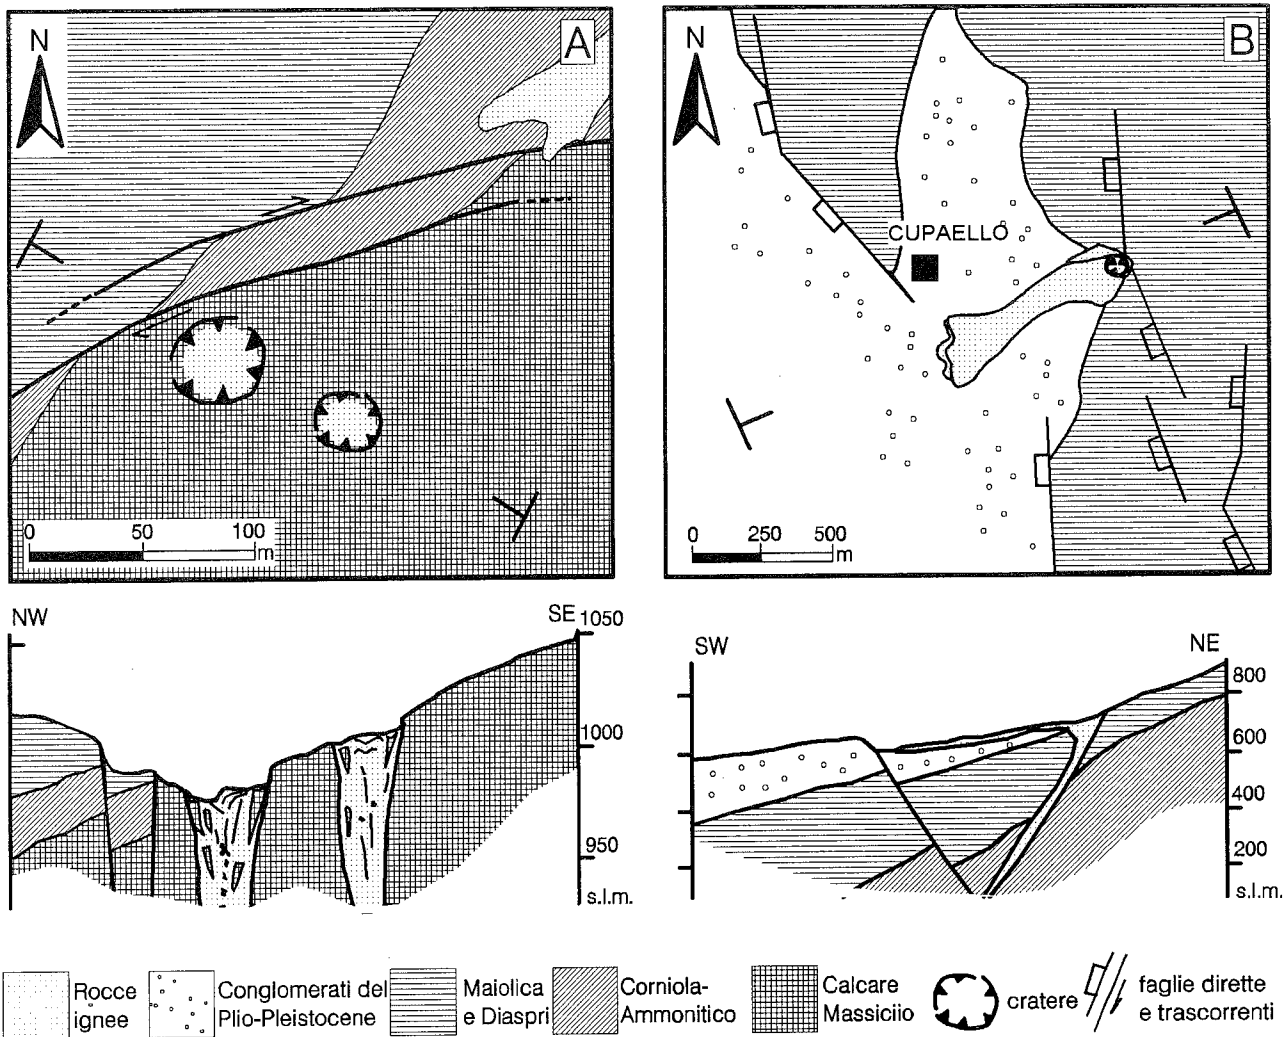 N
A
0 50 100
m
N
B
CUPAELLO
0 250 500
m
NW
SE
1050
1000
950
s.l.m.
SW
NE
800
600
400
200
s.l.m.
Rocce
ignee
Conglomerati del
Plio-Pleistocene
Maiolica
e Diaspri
Corniola-
Ammonitico
Calcare
Massiciio
cratere
faglie dirette
e trascorrenti